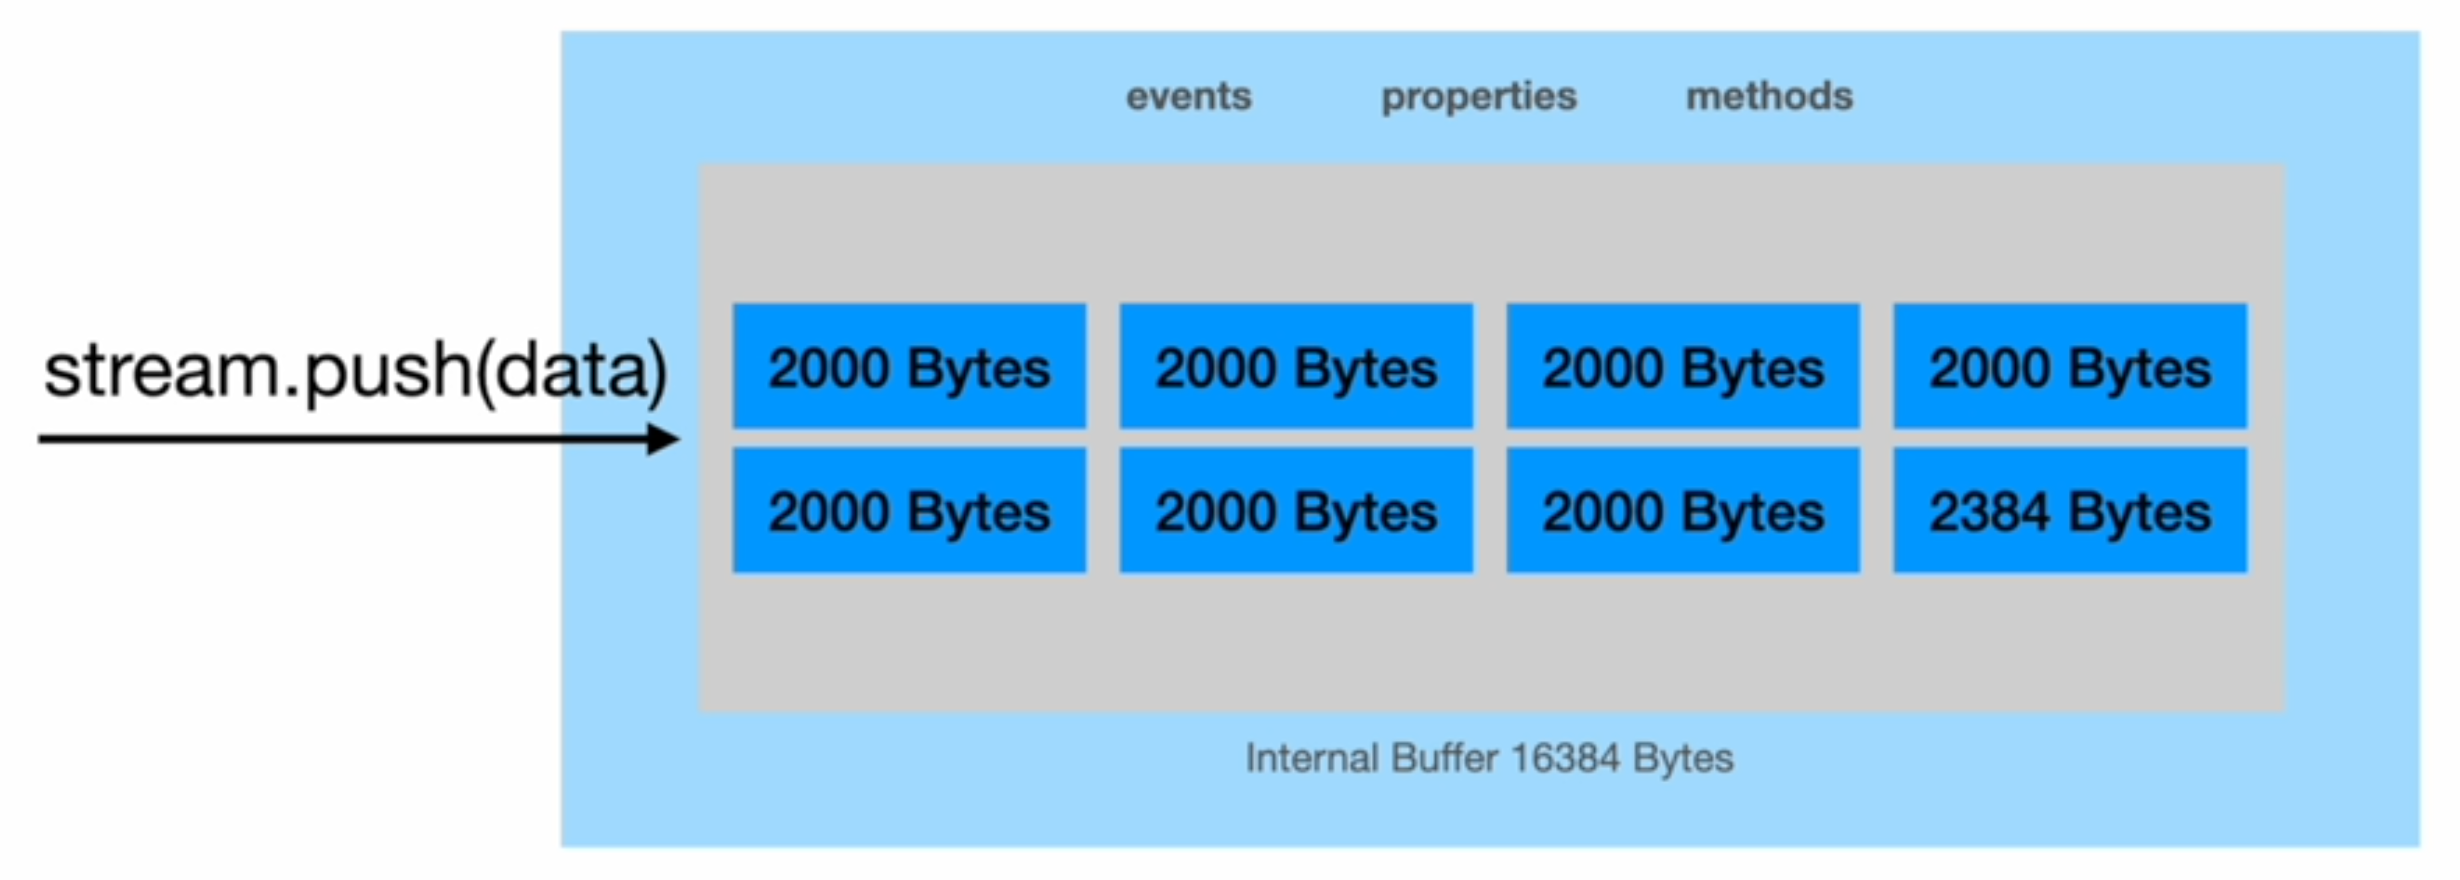 events properties methods
stream.push(data)
2000 Bytes 2000 Bytes 2000 Bytes 2000 Bytes
2000 Bytes 2000 Bytes 2000 Bytes 2384 Bytes
Internal Buffer 16384 Bytes